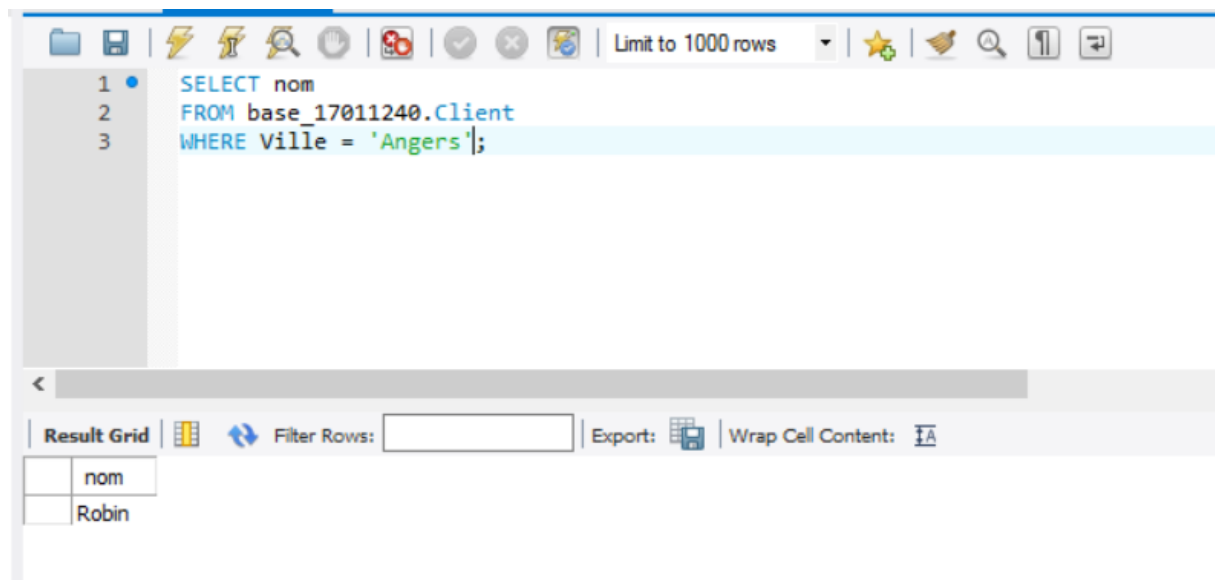 Limit to 1000 rows
1 SELECT nom
2 FROM base_17011240.Client
3 WHERE Ville = 'Angers';
Result Grid Filter Rows: Export: Wrap Cell Content:
nom
Robin